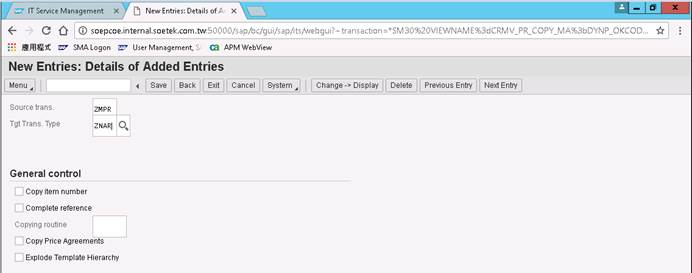 IT Service Management
New Entries: Details of A
soepcoe.internal.soetek.com.tw:50000/sap/bc/gui/sap/its/webgui?~transaction=*SM30%20VIEWNAME%3dCRMV_PR_COPY_MA%3bDYNP_OKCOD...
應用程式
SMA Logon
User Management, S
APM WebView
New Entries: Details of Added Entries
Menu
Save
Back
Exit
Cancel
System
Change -> Display
Delete
Previous Entry
Next Entry
Source trans.
ZMPR
Tgt Trans. Type
ZNAR
General control
Copy item number
Complete reference
Copying routine
Copy Price Agreements
Explode Template Hierarchy